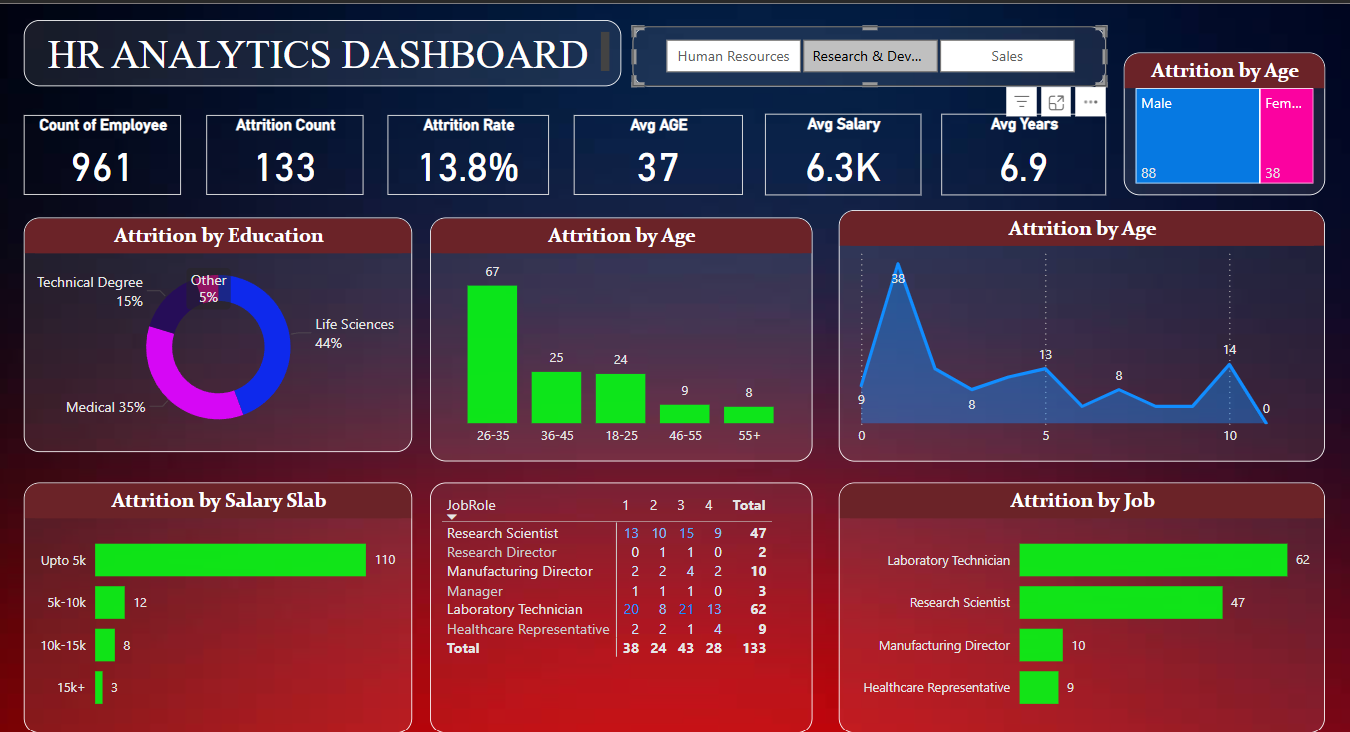 HR ANALYTICS DASHBOARD
Human Resources
Research & Dev...
Sales
Attrition by Age
Male
Fem...
88
38
Count of Employee
961
Attrition Count
133
Attrition Rate
13.8%
Avg AGE
37
Avg Salary
6.3K
Avg Years
6.9
Attrition by Education
Technical Degree
15%
Other
5%
Life Sciences
44%
Medical 35%
Attrition by Age
67
25
24
9
8
26-35 36-45 18-25 46-55 55+
Attrition by Age
38
9
8
13
8
14
0
0 5 10
Attrition by Salary Slab
Upto 5k 110
5k-10k 12
10k-15k 8
15k+ 3
JobRole 1 2 3 4 Total
Research Scientist 13 10 15 9 47
Research Director 0 1 1 0 2
Manufacturing Director 2 2 4 2 10
Manager 1 1 1 0 3
Laboratory Technician 20 8 21 13 62
Healthcare Representative 2 2 1 4 9
Total 38 24 43 28 133
Attrition by Job
Laboratory Technician 62
Research Scientist 47
Manufacturing Director 10
Healthcare Representative 9